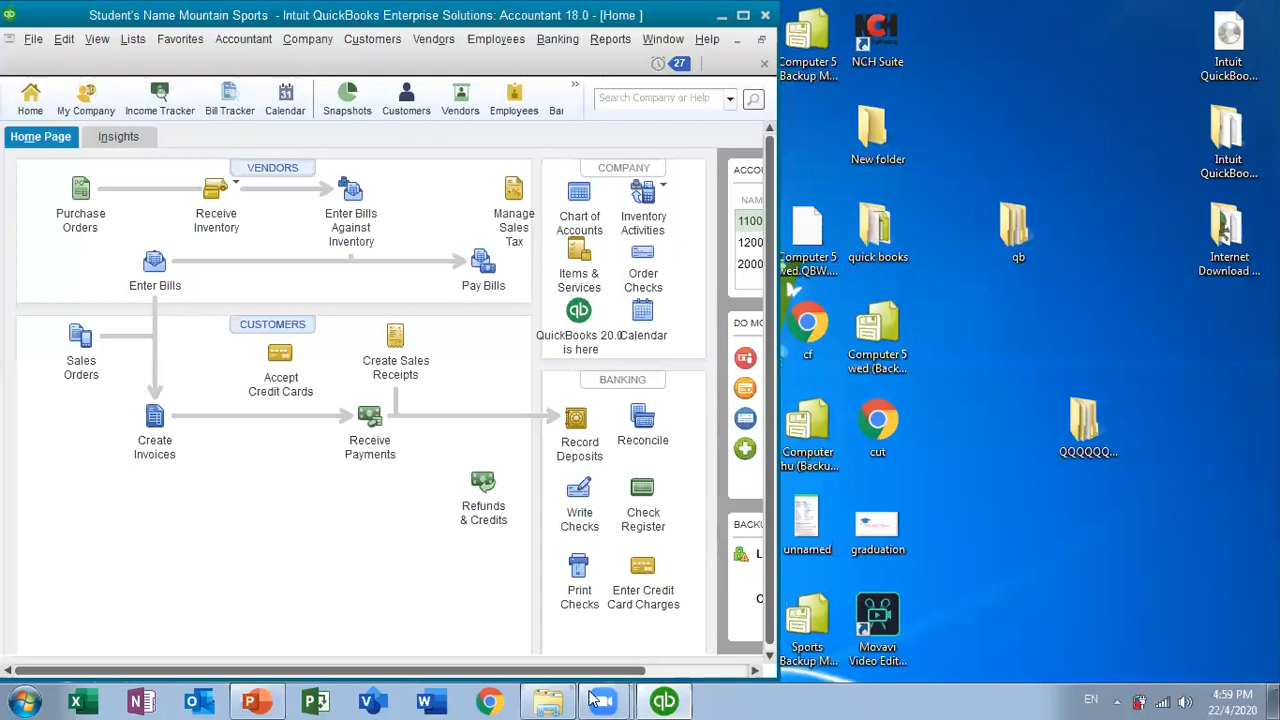 Student's Name Mountain Sports - Intuit QuickBooks Enterprise Solutions: Accountant 18.0 - [Home ]
File Edit Lists Favorites Accountant Company Customers Vendors Employees Banking Reports Window Help
27
Home My Company Income Tracker Bill Tracker Calendar Snapshots Customers Vendors Employees Bar
Search Company or Help
Home Page Insights
VENDORS
Purchase
Orders
Receive
Inventory
Enter Bills
Against
Inventory
Manage
Sales
Tax
Enter Bills
Pay Bills
CUSTOMERS
Sales
Orders
Accept
Credit Cards
Create Sales
Receipts
Create
Invoices
Receive
Payments
Refunds
& Credits
COMPANY
Chart of
Accounts
Inventory
Activities
Items &
Services
Order
Checks
QuickBooks 20.0
is here
Calendar
BANKING
Record
Deposits
Reconcile
Write
Checks
Check
Register
Print
Checks
Enter Credit
Card Charges
ACCOU
NAM
1100
1200
2000
DO MO
BACKU
L
O
Computer 5
Backup M...
NCH Suite
New folder
Computer 5
wed.QBW....
quick books
cf
Computer 5
wed (Back...
Computer
hu (Backu...
cut
unnamed
graduation
Sports
Backup M...
Movavi
Video Edit...
qb
QQQQQQ...
Intuit
QuickBoo...
Intuit
QuickBoo...
Internet
Download ...
EN
4:59 PM
22/4/2020